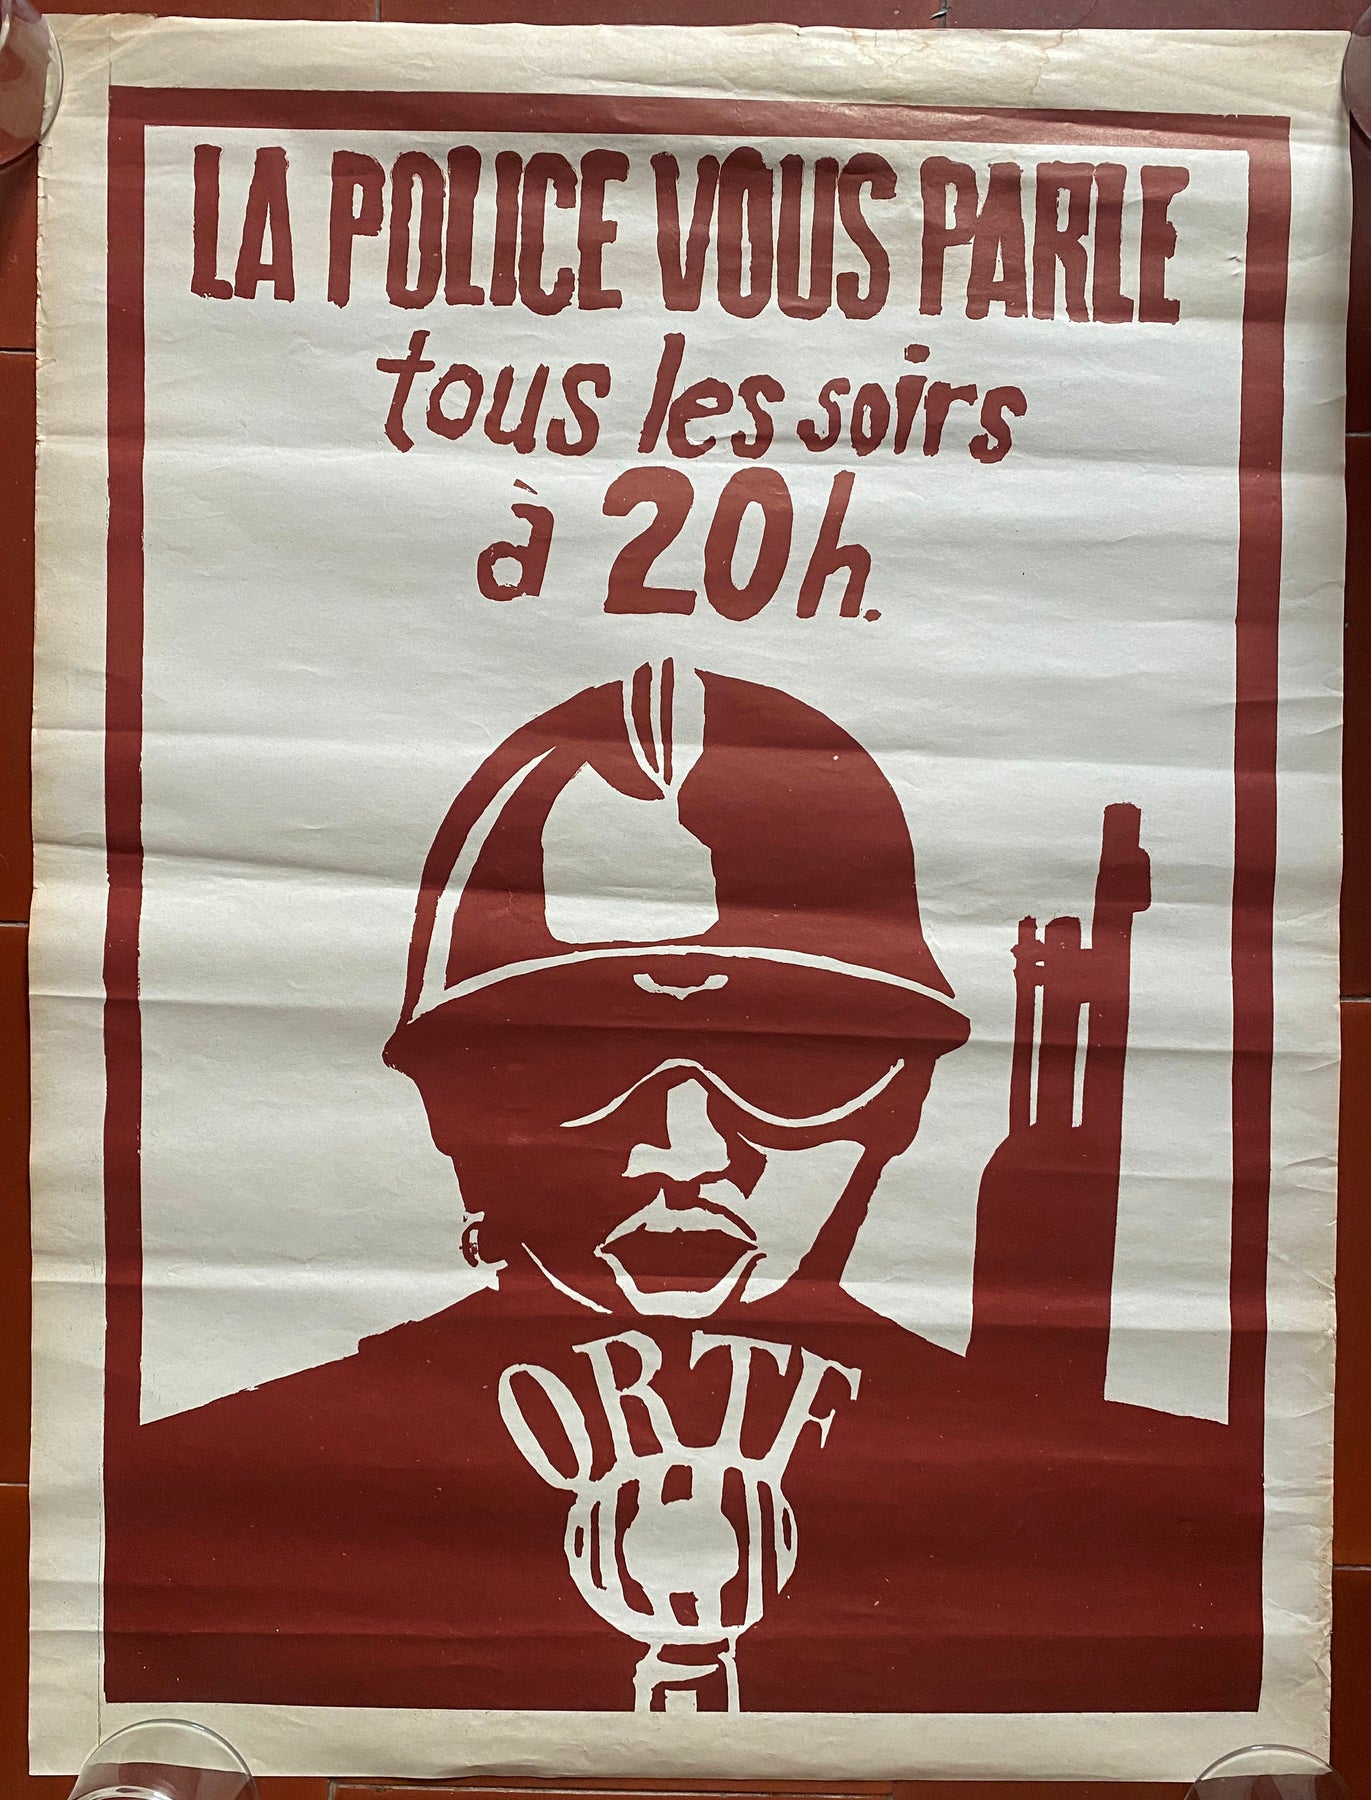 LA POLICE VOUS PARLE
tous les soirs
à 20h.
ORTF